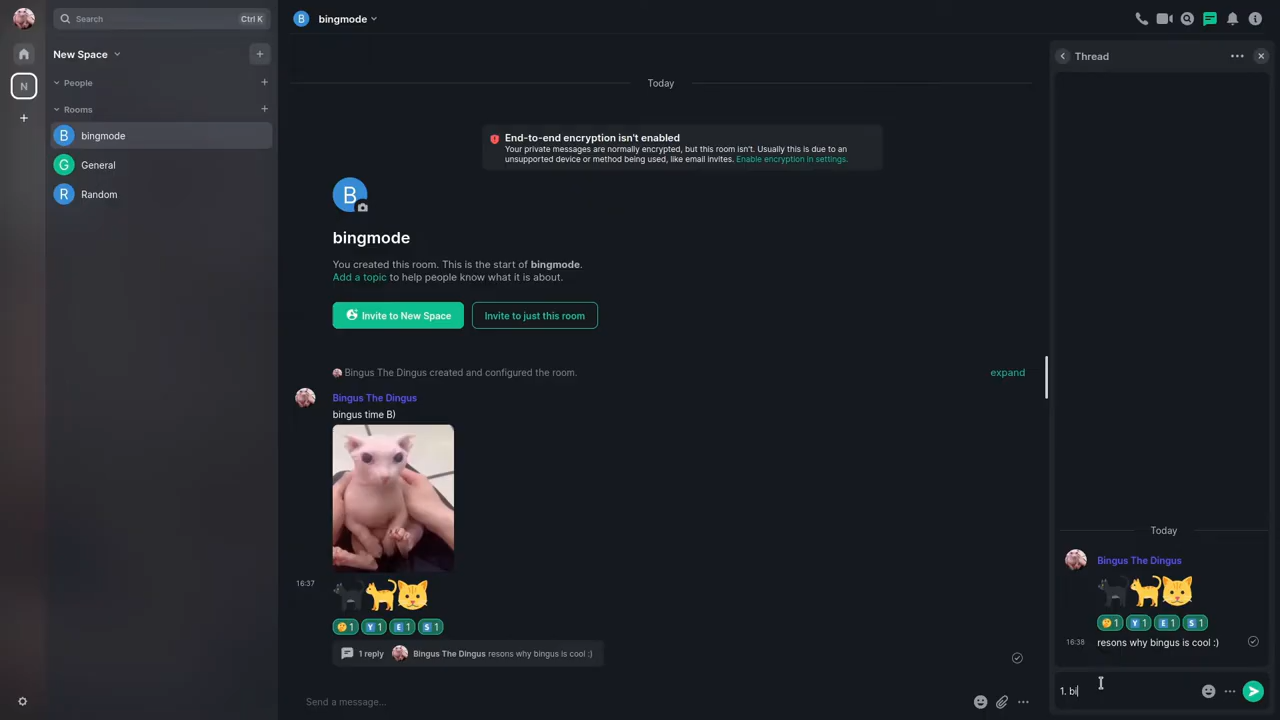 Search
Ctrl K
New Space
People
Rooms
N
B bingmode
G General
R Random
B bingmode
Today
End-to-end encryption isn't enabled
Your private messages are normally encrypted, but this room isn't. Usually this is due to an
unsupported device or method being used, like email invites. Enable encryption in settings.
B
bingmode
You created this room. This is the start of bingmode.
Add a topic to help people know what it is about.
Invite to New Space
Invite to just this room
Bingus The Dingus created and configured the room.
expand
Bingus The Dingus
bingus time B)
16:37
1 Y 1 E 1 S 1
1 reply Bingus The Dingus resons why bingus is cool :)
Send a message...
Thread
Today
Bingus The Dingus
1 Y 1 E 1 S 1
16:38 resons why bingus is cool :)
1. bi